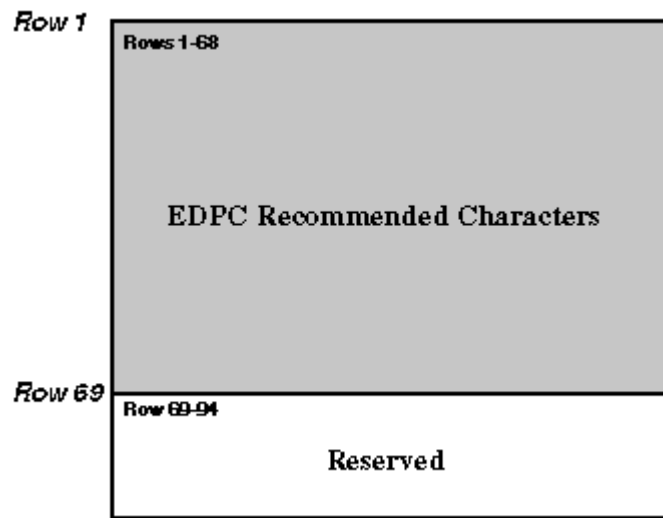 Row 1
Rows 1-68
EDPC Recommended Characters
Row 69
Row 69-94
Reserved